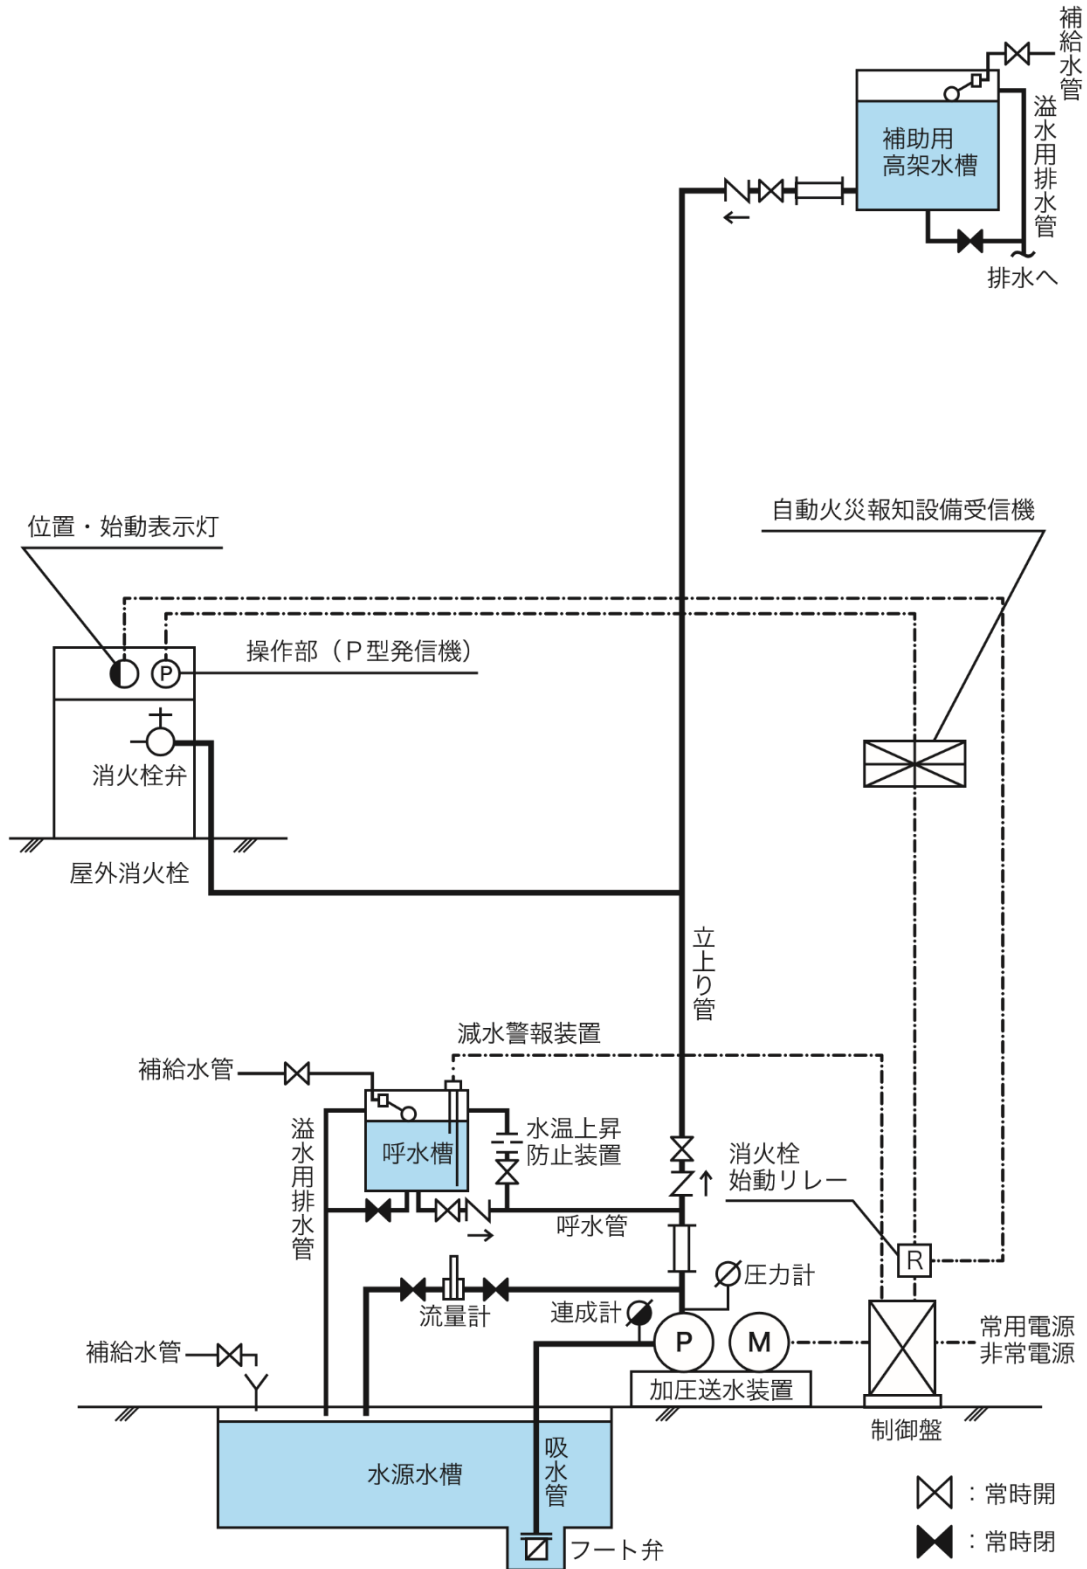 補給水管
溢水用排水管
補助用
高架水槽
排水へ
自動火災報知設備受信機
位置・始動表示灯
操作部（P型発信機）
P
消火栓弁
屋外消火栓
立上り管
減水警報装置
補給水管
溢水用排水管
呼水槽
水温上昇
防止装置
消火栓
始動リレー
呼水管
R
圧力計
連成計
流量計
P
M
常用電源
非常電源
補給水管
加圧送水装置
制御盤
水源水槽
吸水管
フート弁
：常時開
：常時閉